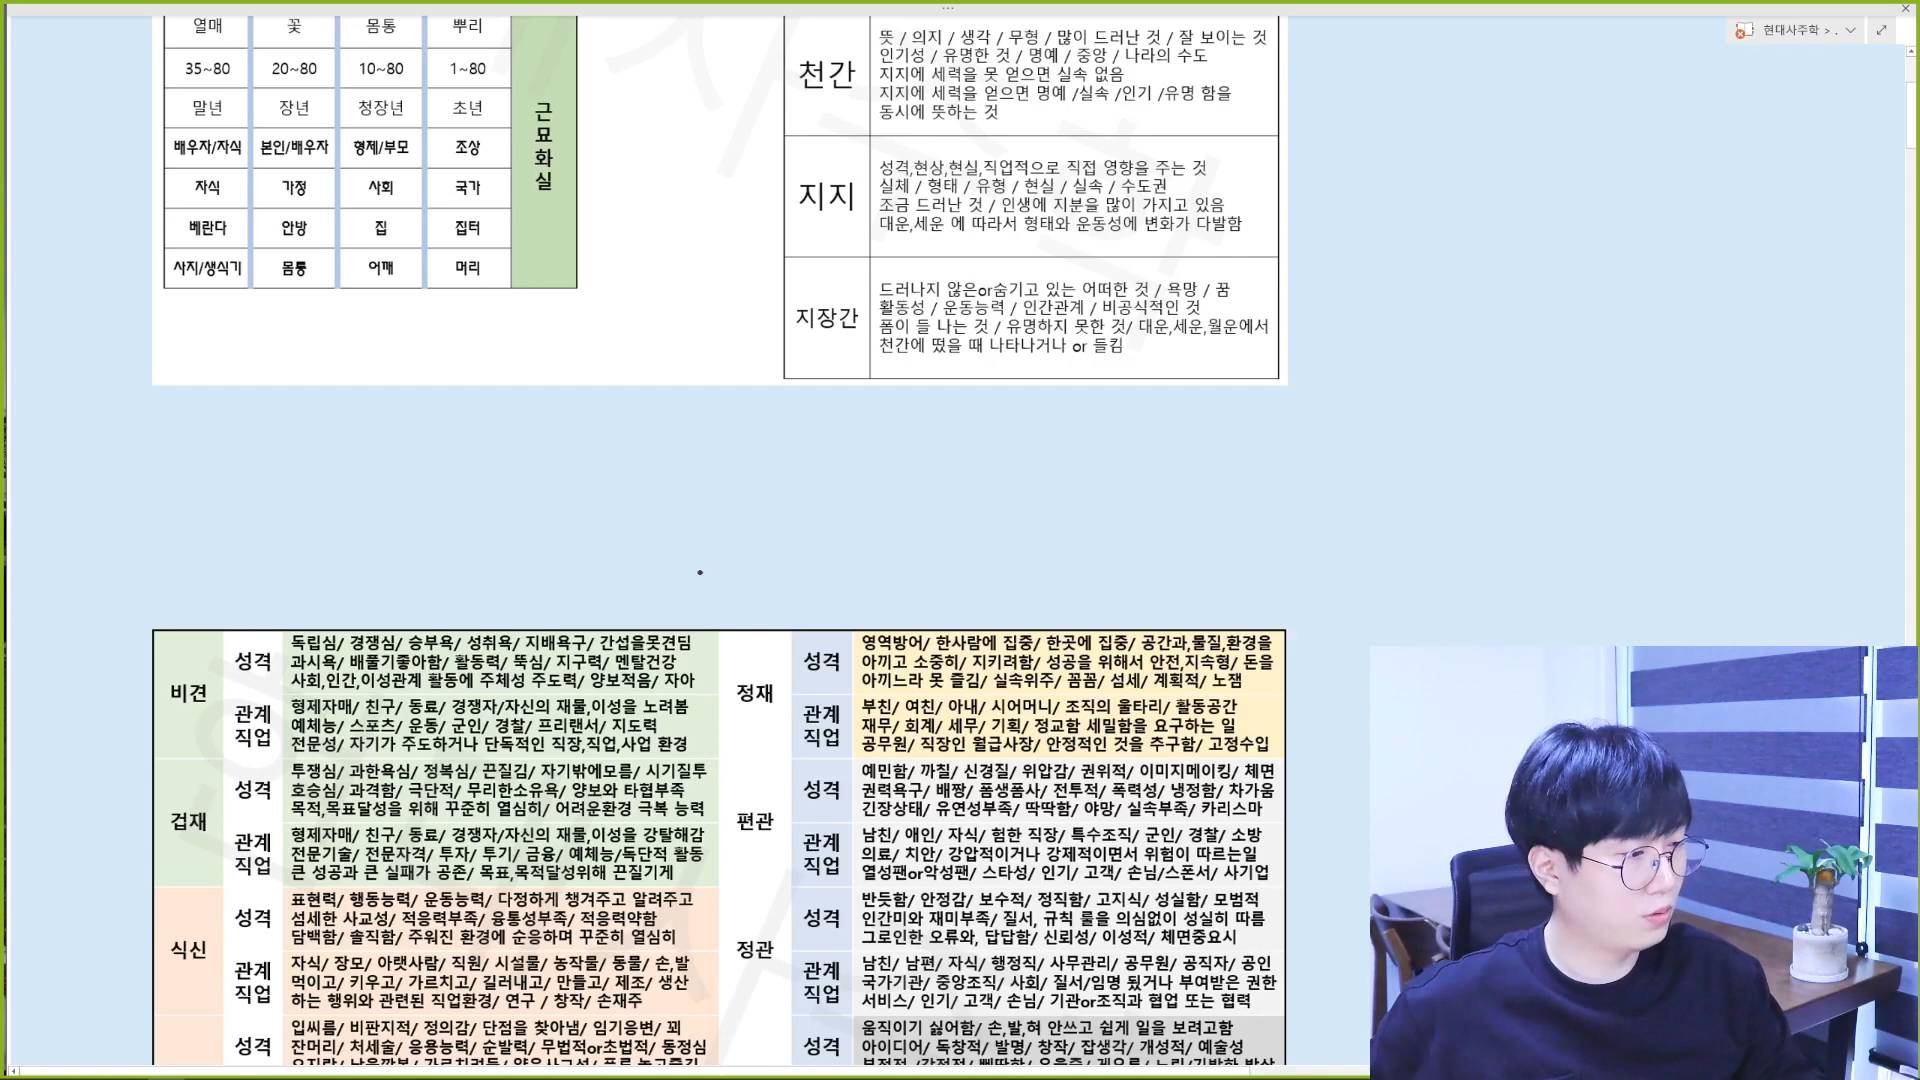 현대사주학 > .
열매 꽃 몸통 뿌리
35~80 20~80 10~80 1~80
말년 장년 청장년 초년
배우자/자식 본인/배우자 형제/부모 조상
자식 가정 사회 국가
베란다 안방 집 집터
사지/생식기 몸통 어깨 머리
근묘화실
천간
뜻 / 의지 / 생각 / 무형 / 많이 드러난 것 / 잘 보이는 것
인기성 / 유명한 것 / 명예 / 중앙 / 나라의 수도
지지에 세력을 못 얻으면 실속 없음
지지에 세력을 얻으면 명예 /실속 /인기 /유명 함을
동시에 뜻하는 것
지지
성격,현상,현실,직업적으로 직접 영향을 주는 것
실체 / 형태 / 유형 / 현실 / 실속 / 수도권
조금 드러난 것 / 인생에 지분을 많이 가지고 있음
대운,세운 에 따라서 형태와 운동성에 변화가 다발함
지장간
드러나지 않은or숨기고 있는 어떠한 것 / 욕망 / 꿈
활동성 / 운동능력 / 인간관계 / 비공식적인 것
폼이 들 나는 것 / 유명하지 못한 것/ 대운,세운,월운에서
천간에 떴을 때 나타나거나 or 들킴
비견
성격
독립심/ 경쟁심/ 승부욕/ 성취욕/ 지배욕구/ 간섭을못견딤
과시욕/ 배풀기좋아함/ 활동력/ 뚝심/ 지구력/ 멘탈건강
사회,인간,이성관계 활동에 주체성 주도력/ 양보적음/ 자아
관계
직업
형제자매/ 친구/ 동료/ 경쟁자/자신의 재물,이성을 노려봄
예체능/ 스포츠/ 운동/ 군인/ 경찰/ 프리랜서/ 지도력
전문성/ 자기가 주도하거나 단독적인 직장,직업,사업 환경
겁재
성격
투쟁심/ 과한욕심/ 정복심/ 끈질김/ 자기밖에모름/ 시기질투
호승심/ 과격함/ 극단적/ 무리한소유욕/ 양보와 타협부족
목적,목표달성을 위해 꾸준히 열심히/ 어려운환경 극복 능력
관계
직업
형제자매/ 친구/ 동료/ 경쟁자/자신의 재물,이성을 강탈해감
전문기술/ 전문자격/ 투자/ 투기/ 금융/ 예체능/독단적 활동
큰 성공과 큰 실패가 공존/ 목표,목적달성위해 끈질기게
식신
성격
표현력/ 행동능력/ 운동능력/ 다정하게 챙겨주고 알려주고
섬세한 사교성/ 적응력부족/ 융통성부족/ 적응력약함
담백함/ 솔직함/ 주워진 환경에 순응하며 꾸준히 열심히
관계
직업
자식/ 장모/ 아랫사람/ 직원/ 시설물/ 농작물/ 동물/ 손,발
먹이고/ 키우고/ 가르치고/ 길러내고/ 만들고/ 제조/ 생산
하는 행위와 관련된 직업환경/ 연구 / 창작/ 손재주
성격
입씨름/ 비판지적/ 정의감/ 단점을 찾아냄/ 임기응변/ 꾀
잔머리/ 처세술/ 응용능력/ 순발력/ 무법적or초법적/ 동정심
정재
성격
영역방어/ 한사람에 집중/ 한곳에 집중/ 공간과,물질,환경을
아끼고 소중히/ 지키려함/ 성공을 위해서 안전,지속형/ 돈을
아끼느라 못 즐김/ 실속위주/ 꼼꼼/ 섬세/ 계획적/ 노잼
관계
직업
부친/ 여친/ 아내/ 시어머니/ 조직의 울타리/ 활동공간
재무/ 회계/ 세무/ 기획/ 정교함 세밀함을 요구하는 일
공무원/ 직장인 월급사장/ 안정적인 것을 추구함/ 고정수입
편관
성격
예민함/ 까칠/ 신경질/ 위압감/ 권위적/ 이미지메이킹/ 체면
권력욕구/ 배짱/ 폼생폼사/ 전투적/ 폭력성/ 냉정함/ 차가움
긴장상태/ 유연성부족/ 딱딱함/ 야망/ 실속부족/ 카리스마
관계
직업
남친/ 애인/ 자식/ 험한 직장/ 특수조직/ 군인/ 경찰/ 소방
의료/ 치안/ 강압적이거나 강제적이면서 위험이 따르는일
열성팬or악성팬/ 스타성/ 인기/ 고객/ 손님/스폰서/ 사기업
정관
성격
반듯함/ 안정감/ 보수적/ 정직함/ 고지식/ 성실함/ 모범적
인간미와 재미부족/ 질서, 규칙 룰을 의심없이 성실히 따름
그로인한 오류와, 답답함/ 신뢰성/ 이성적/ 체면중요시
관계
직업
남친/ 남편/ 자식/ 행정직/ 사무관리/ 공무원/ 공직자/ 공인
국가기관/ 중앙조직/ 사회/ 질서/임명 됬거나 부여받은 권한
서비스/ 인기/ 고객/ 손님/ 기관or조직과 협업 또는 협력
성격
움직이기 싫어함/ 손,발,혀 안쓰고 쉽게 일을 보려고함
아이디어/ 독창적/ 발명/ 창작/ 잡생각/ 개성적/ 예술성